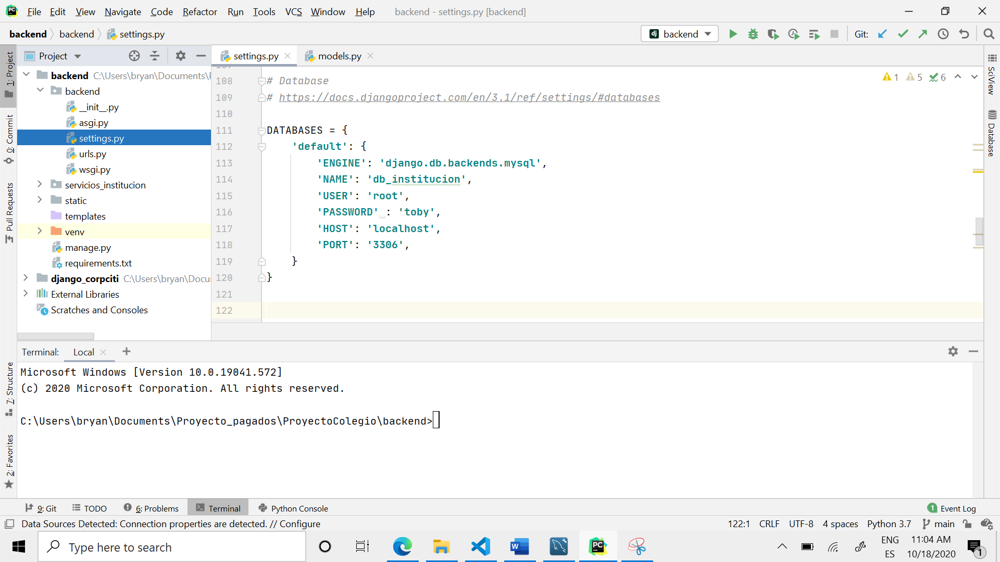 File Edit View Navigate Code Refactor Run Tools VCS Window Help backend - settings.py [backend]
backend backend settings.py
backend Git:
Project
settings.py models.py
1: Project
0: Commit
Pull Requests
7: Structure
2: Favorites
backend C:\Users\bryan\Documents\
backend
__init__.py
asgi.py
settings.py
urls.py
wsgi.py
servicios_institucion
static
templates
venv
manage.py
requirements.txt
django_corpciti C:\Users\bryan\Docu
External Libraries
Scratches and Consoles
1 5 6
108 # Database
109 # https://docs.djangoproject.com/en/3.1/ref/settings/#databases
110
111 DATABASES = {
112 'default': {
113 'ENGINE': 'django.db.backends.mysql',
114 'NAME': 'db_institucion',
115 'USER': 'root',
116 'PASSWORD' : 'toby',
117 'HOST': 'localhost',
118 'PORT': '3306',
119 }
120 }
121
122
SciView
Database
Terminal: Local
Microsoft Windows [Version 10.0.19041.572]
(c) 2020 Microsoft Corporation. All rights reserved.
C:\Users\bryan\Documents\Proyecto_pagados\ProyectoColegio\backend>
9: Git TODO 6: Problems Terminal Python Console 1 Event Log
Data Sources Detected: Connection properties are detected. // Configure 122:1 CRLF UTF-8 4 spaces Python 3.7 main
Type here to search
ENG
ES
11:04 AM
10/18/2020
1